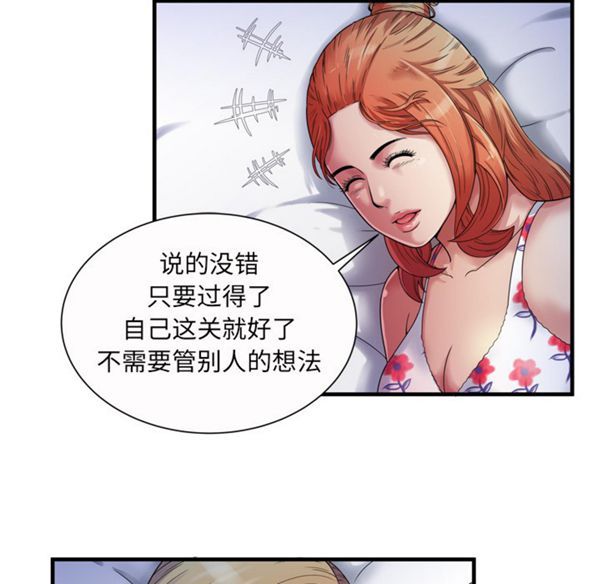 说的没错
只要过得了
自己这关就好了
不需要管别人的想法